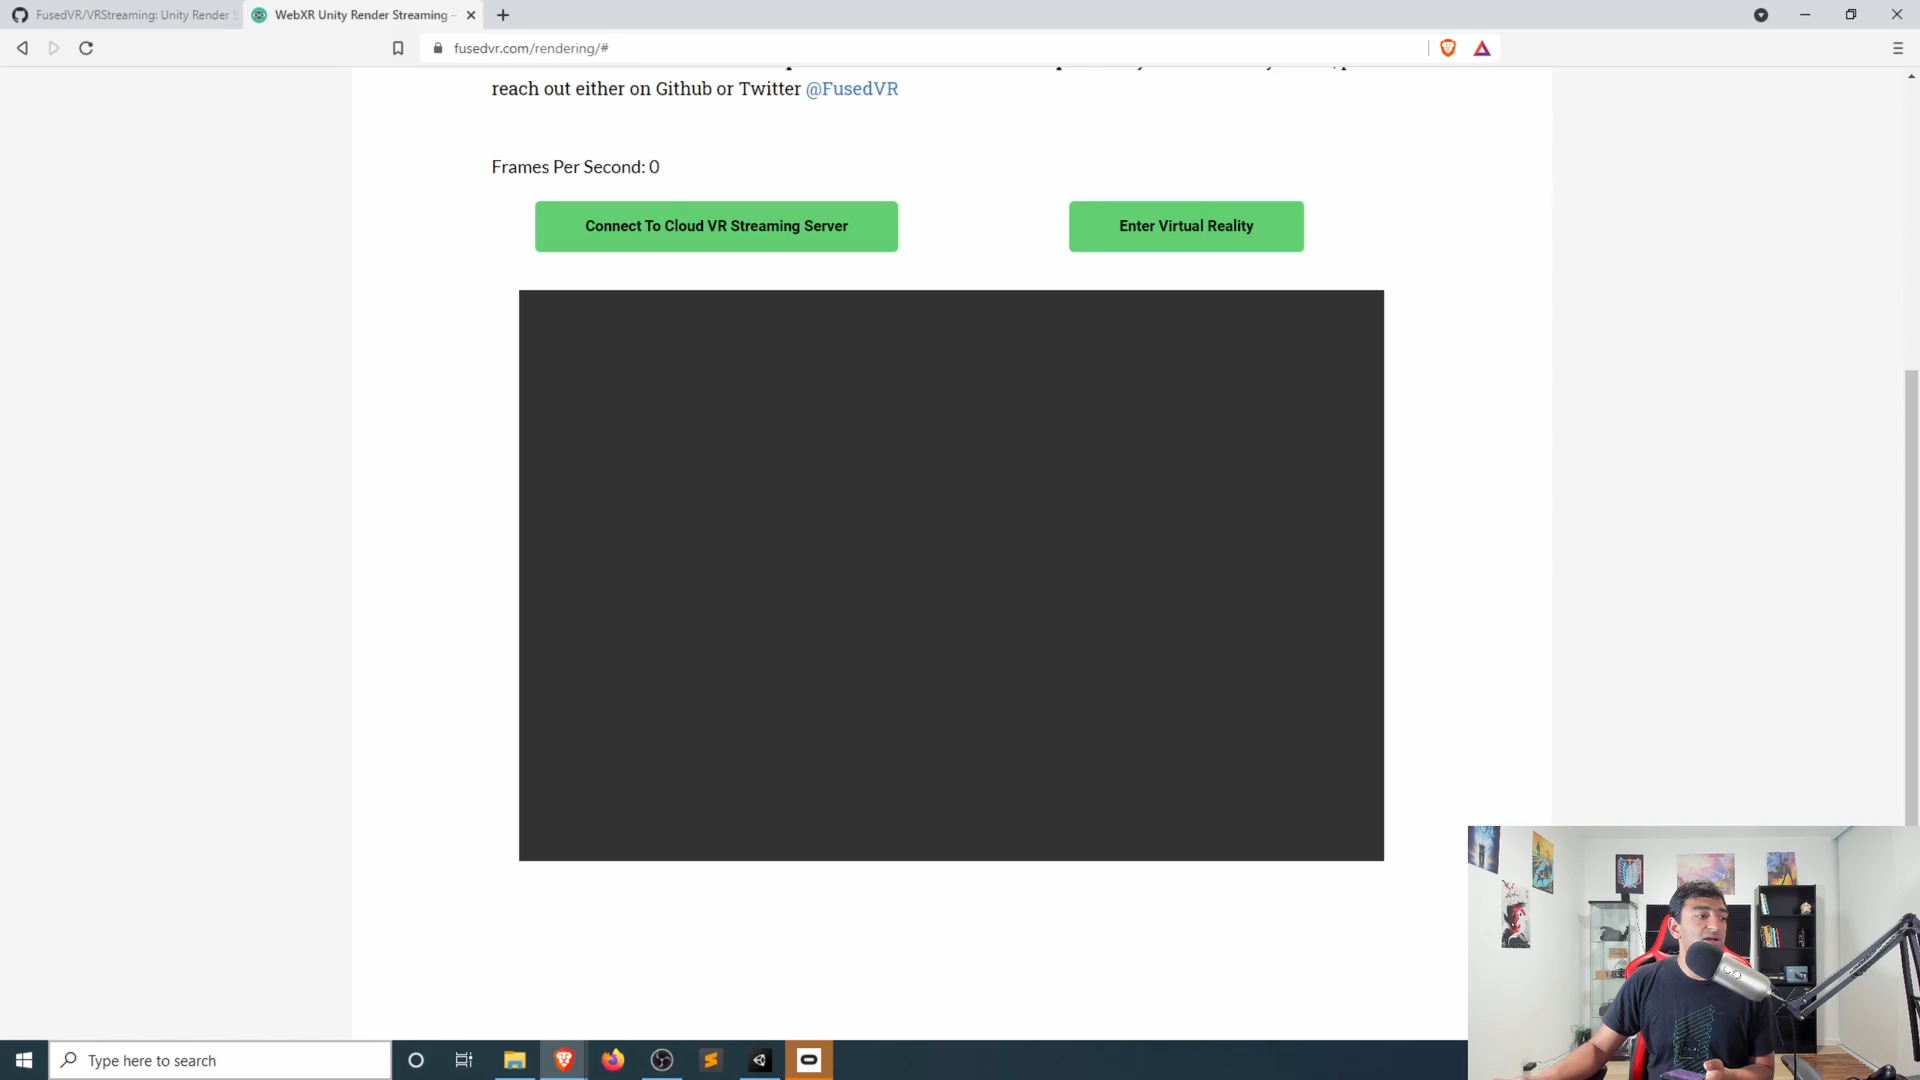 FusedVR/VRStreaming: Unity Render S
WebXR Unity Render Streaming -
fusedvr.com/rendering/#
reach out either on Github or Twitter @FusedVR
Frames Per Second: 0
Connect To Cloud VR Streaming Server
Enter Virtual Reality
Type here to search